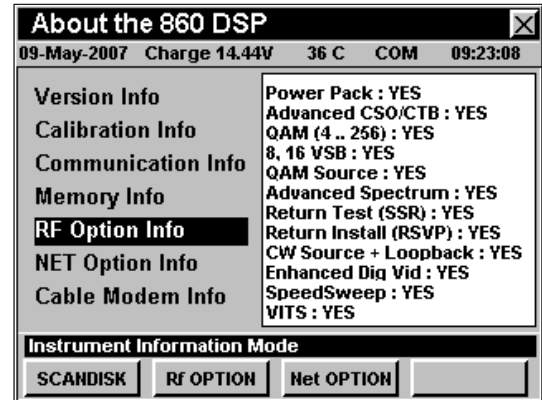 About the 860 DSP
09-May-2007 Charge 14.44V 36 C COM 09:23:08
Version Info
Calibration Info
Communication Info
Memory Info
RF Option Info
NET Option Info
Cable Modem Info
Power Pack : YES
Advanced CSO/CTB : YES
QAM (4 .. 256) : YES
8, 16 VSB : YES
QAM Source : YES
Advanced Spectrum : YES
Return Test (SSR) : YES
Return Install (RSVP) : YES
CW Source + Loopback : YES
Enhanced Dig Vid : YES
SpeedSweep : YES
VITS : YES
Instrument Information Mode
SCANDISK Rf OPTION Net OPTION